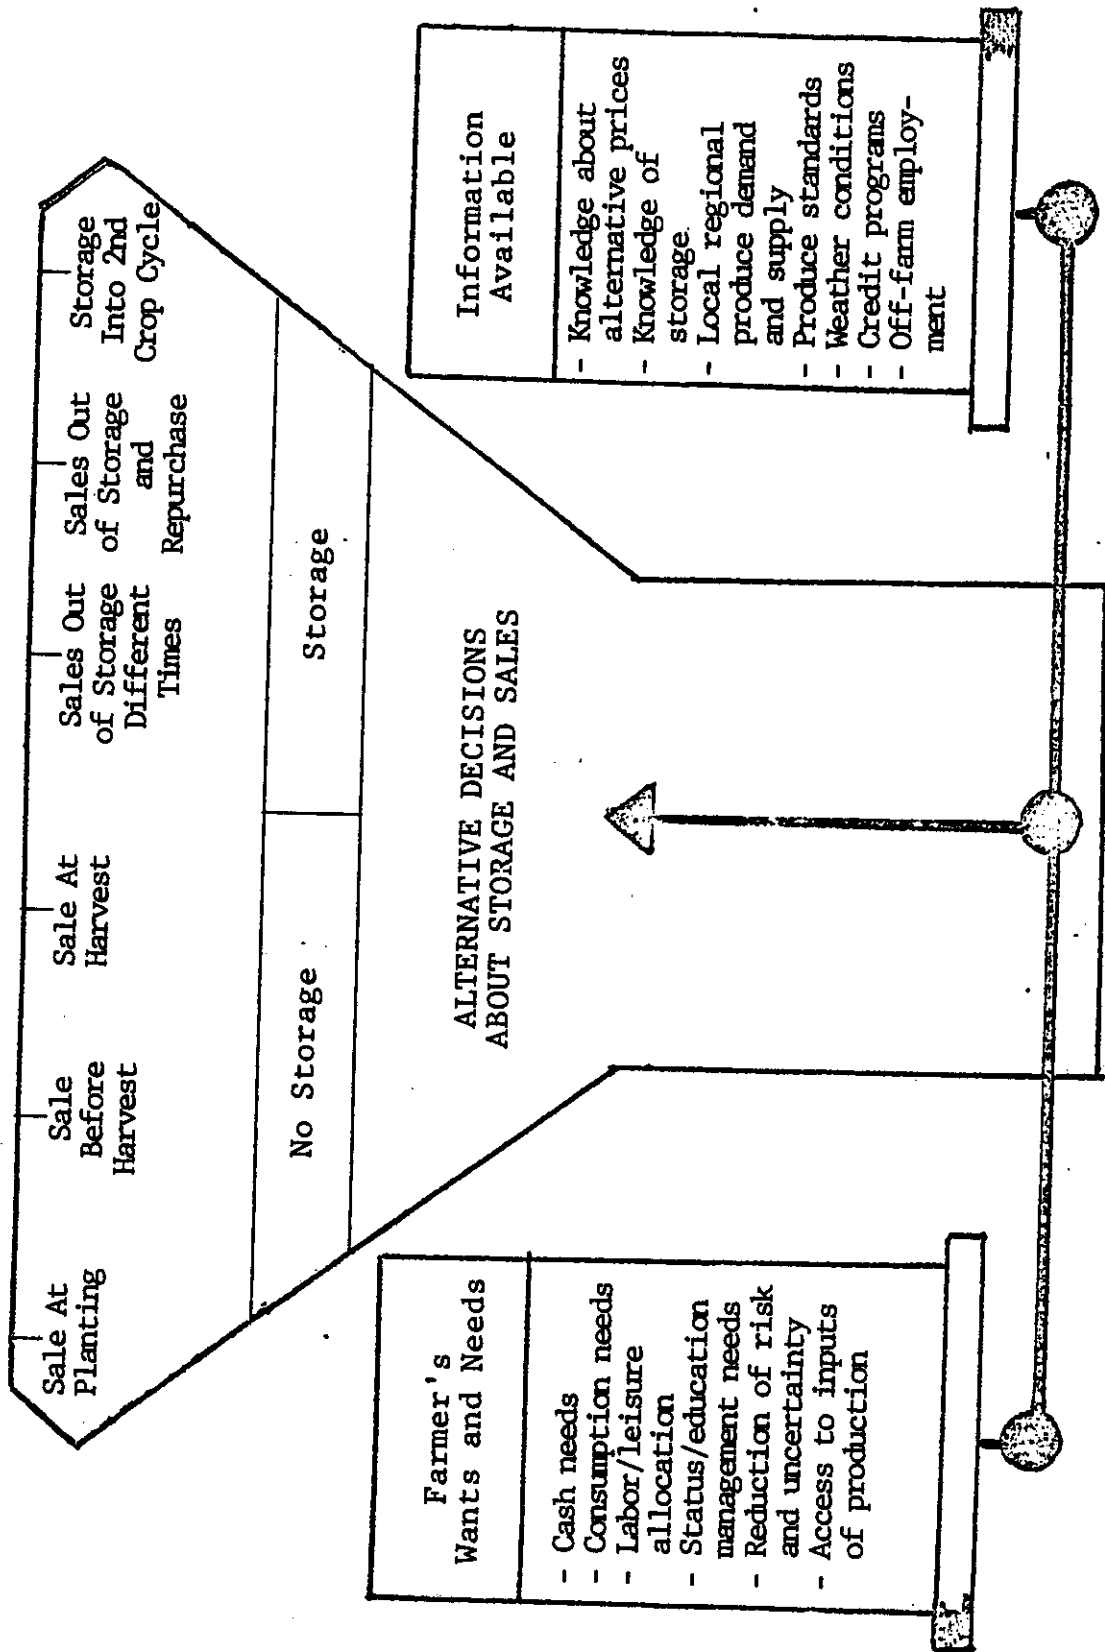 Sale At
Planting
Sale
Before
Harvest
Sale At
Harvest
Sales Out
of Storage
Different
Times
Sales Out
of Storage
and
Repurchase
Storage
Into 2nd
Crop Cycle
No Storage
Storage
ALTERNATIVE DECISIONS
ABOUT STORAGE AND SALES
Farmer's
Wants and Needs
- Cash needs
- Consumption needs
- Labor/leisure
allocation
- Status/education
management needs
- Reduction of risk
and uncertainty
- Access to inputs
of production
Information
Available
- Knowledge about
alternative prices
- Knowledge of
storage
- Local regional
produce demand
and supply
- Produce standards
- Weather conditions
- Credit programs
- Off-farm employ-
ment